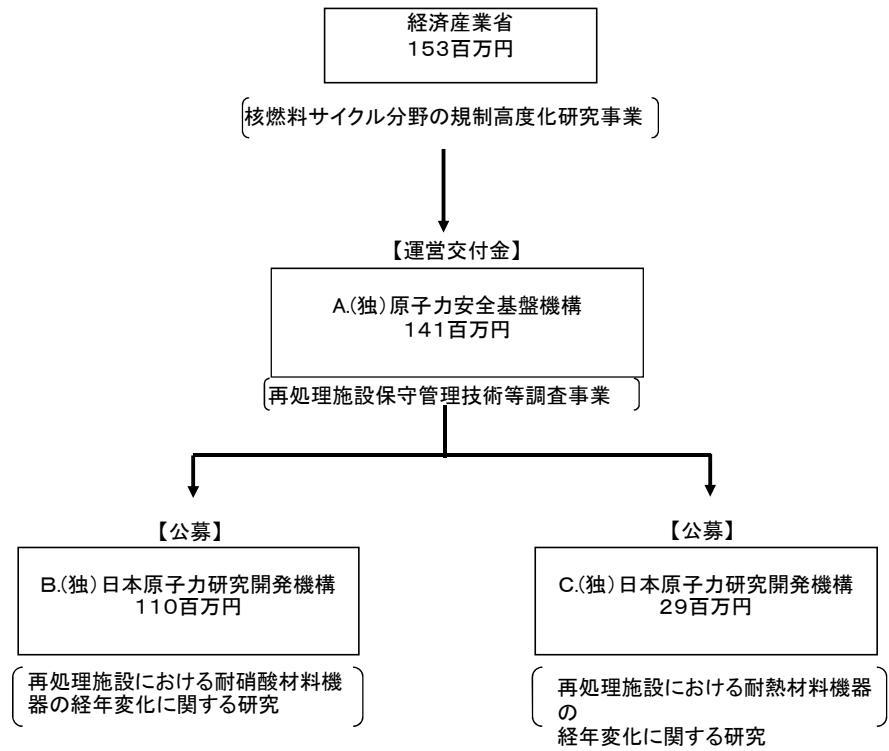 経済産業省
153百万円
核燃料サイクル分野の規制高度化研究事業
【運営交付金】
A.(独)原子力安全基盤機構
141百万円
再処理施設保守管理技術等調査事業
【公募】
B.(独)日本原子力研究開発機構
110百万円
再処理施設における耐硝酸材料機
器の経年変化に関する研究
【公募】
C.(独)日本原子力研究開発機構
29百万円
再処理施設における耐熱材料機器
の
経年変化に関する研究